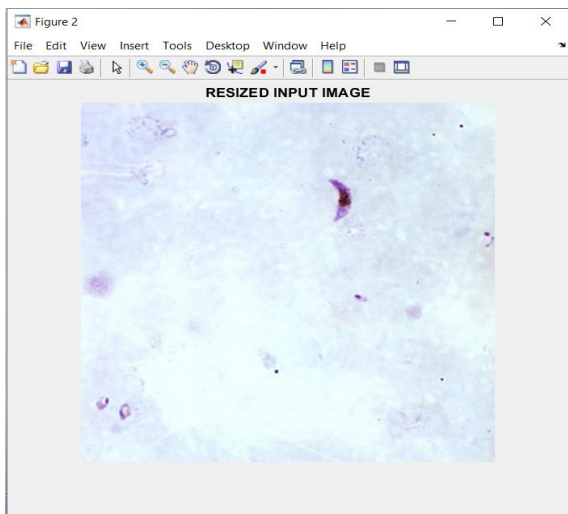 Figure 2
File Edit View Insert Tools Desktop Window Help
RESIZED INPUT IMAGE